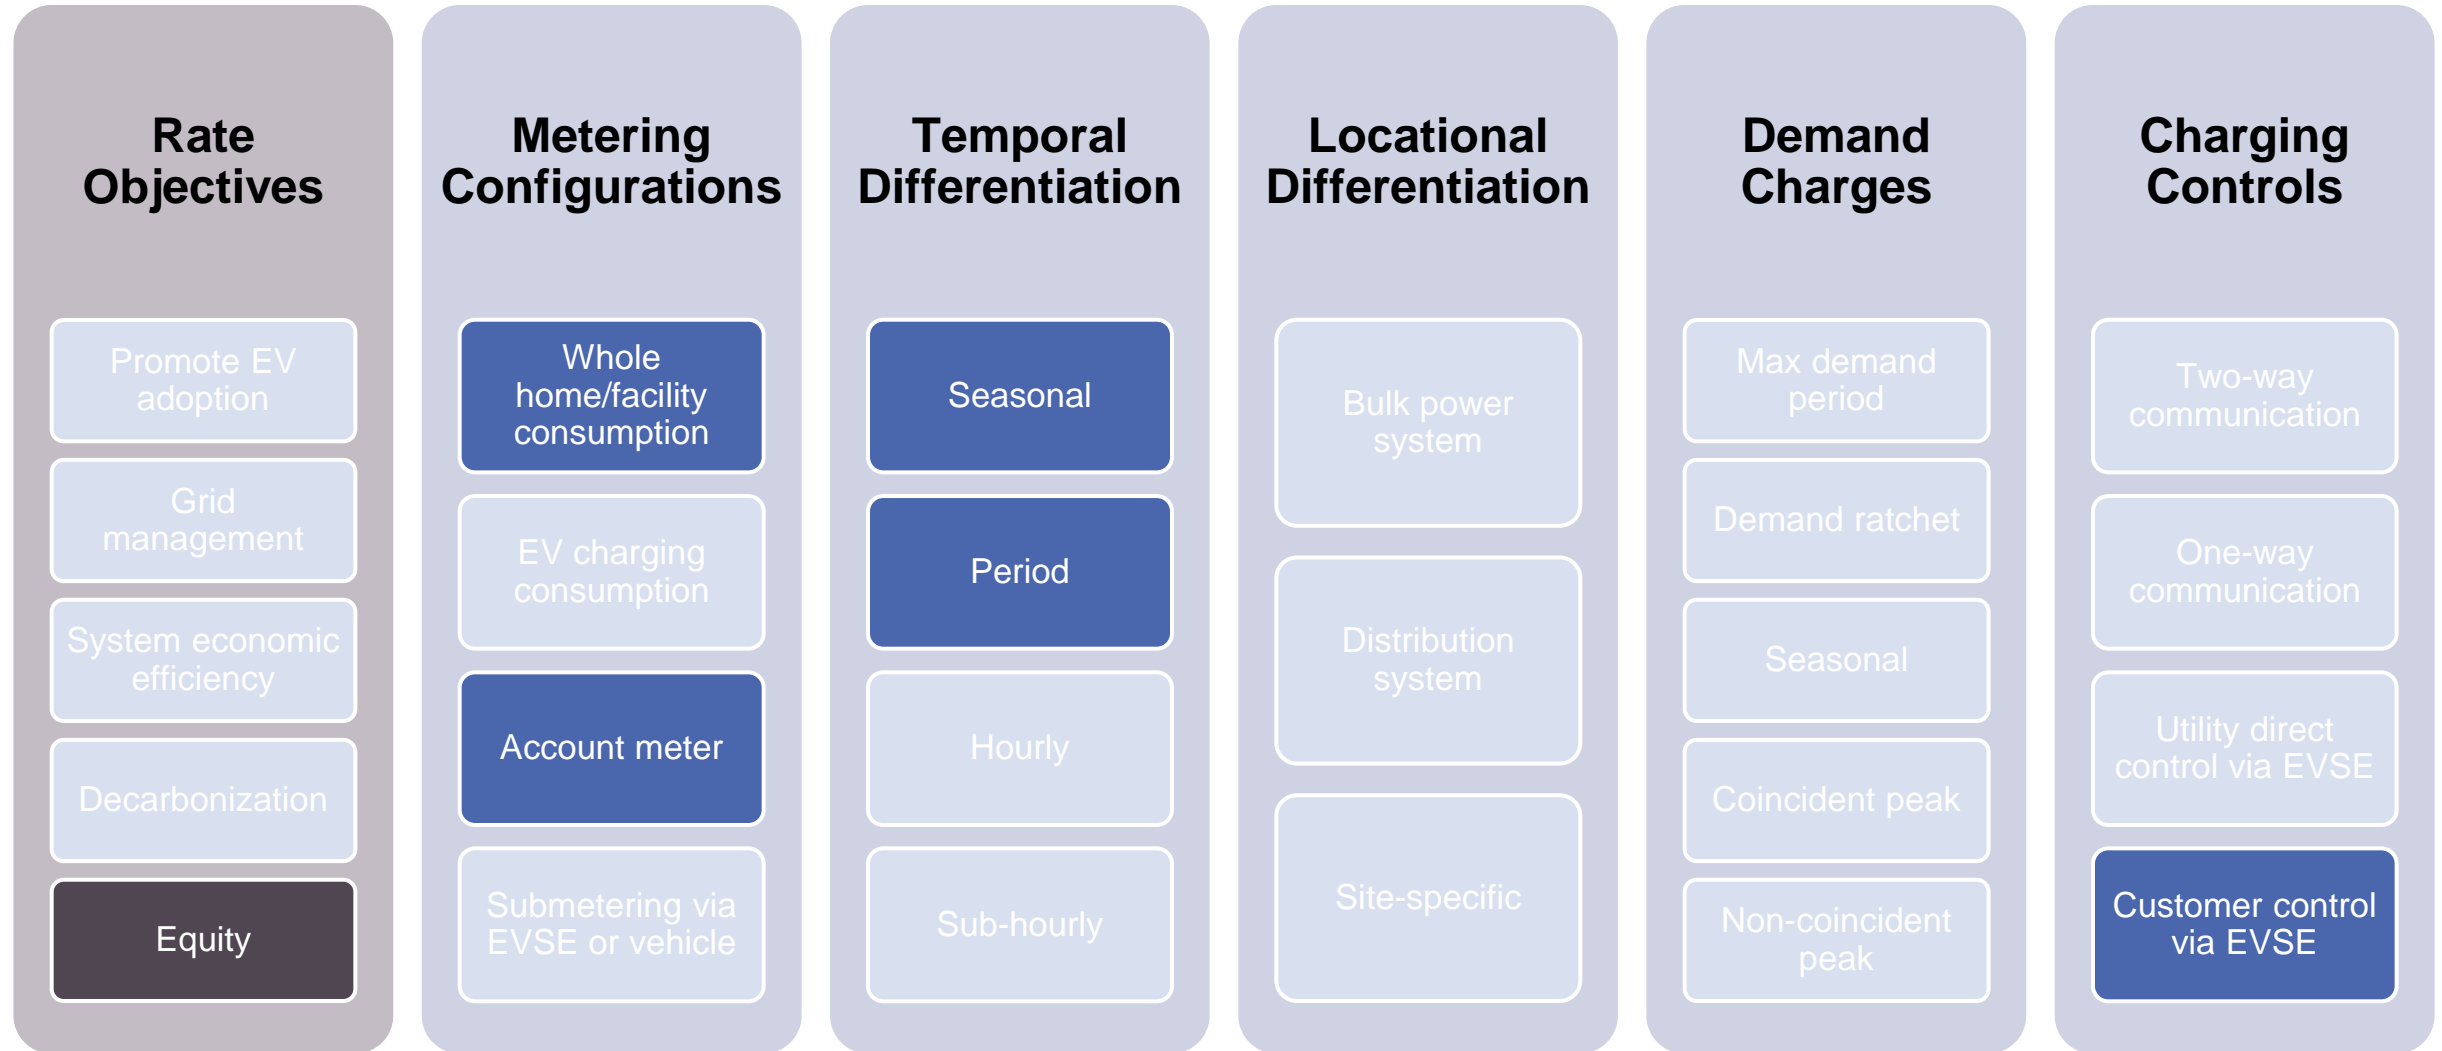 Rate
Objectives
Promote EV
adoption
Grid
management
System economic
efficiency
Decarbonization
Equity
Metering
Configurations
Whole
home/facility
consumption
EV charging
consumption
Account meter
Submetering via
EVSE or vehicle
Temporal
Differentiation
Seasonal
Period
Hourly
Sub-hourly
Locational
Differentiation
Bulk power
system
Distribution
system
Site-specific
Demand
Charges
Max demand
period
Demand ratchet
Seasonal
Coincident peak
Non-coincident
peak
Charging
Controls
Two-way
communication
One-way
communication
Utility direct
control via EVSE
Customer control
via EVSE